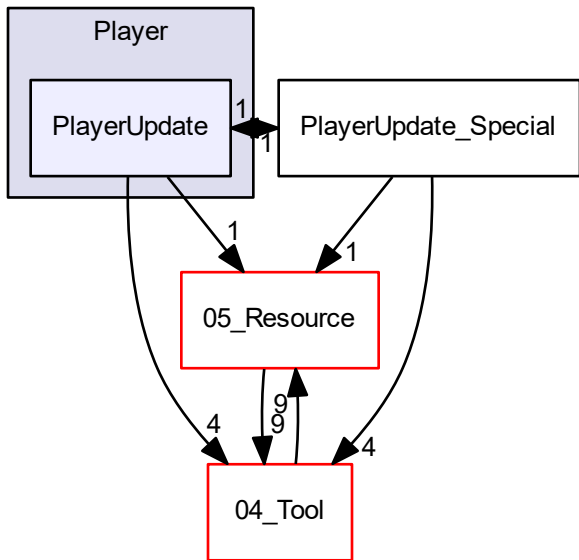 Player
PlayerUpdate
1
1
PlayerUpdate_Special
1
1
05_Resource
9
9
4
4
04_Tool